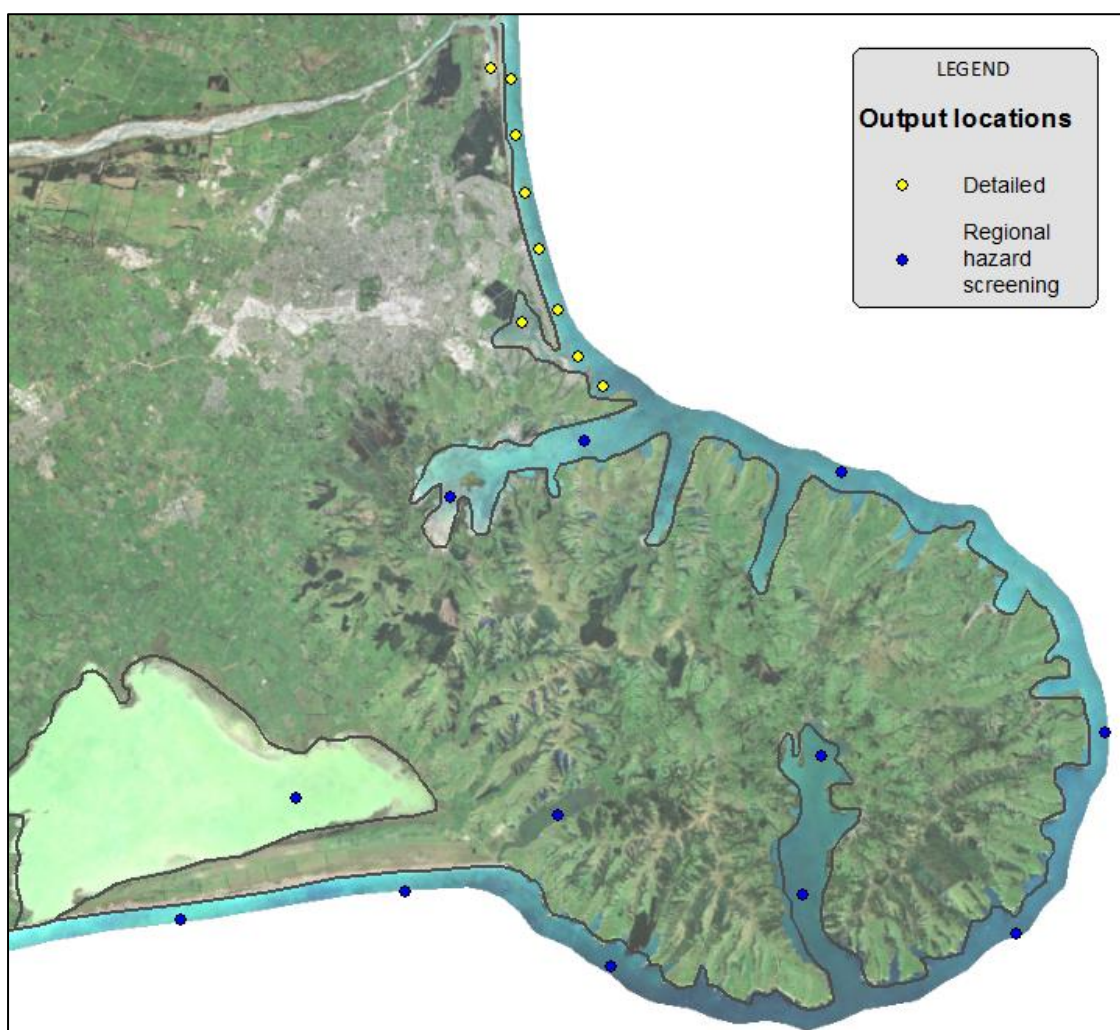 LEGEND
Output locations
Detailed
Regional
hazard
screening